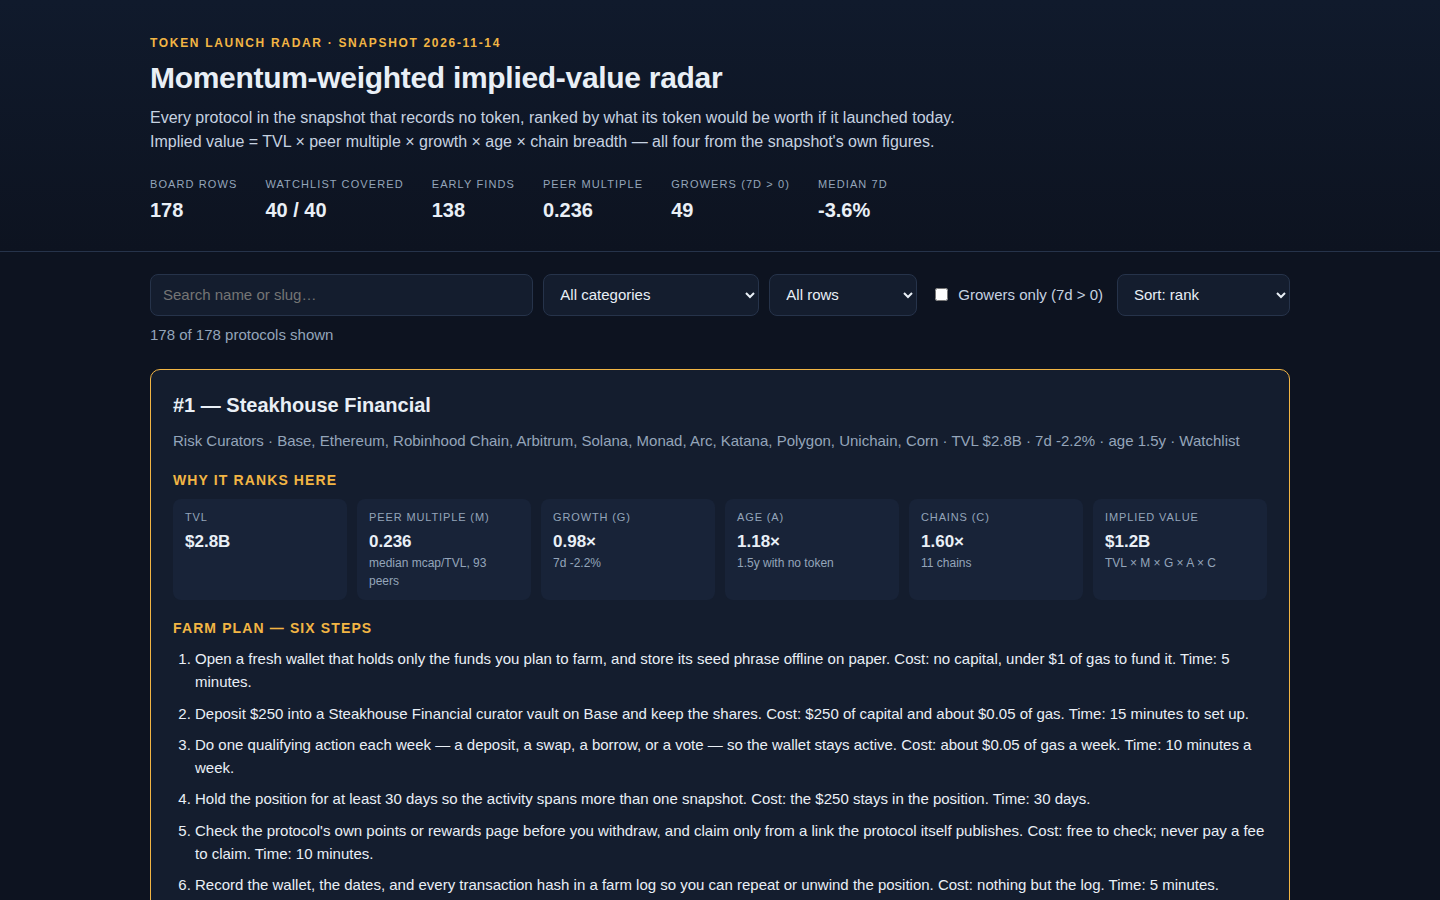 TOKEN LAUNCH RADAR · SNAPSHOT 2026-11-14
Momentum-weighted implied-value radar
Every protocol in the snapshot that records no token, ranked by what its token would be worth if it launched today.
Implied value = TVL × peer multiple × growth × age × chain breadth — all four from the snapshot's own figures.
BOARD ROWS WATCHLIST COVERED EARLY FINDS PEER MULTIPLE GROWERS (7D > 0) MEDIAN 7D
178 40 / 40 138 0.236 49 -3.6%
Search name or slug… All categories All rows Growers only (7d > 0) Sort: rank
178 of 178 protocols shown
#1 — Steakhouse Financial
Risk Curators · Base, Ethereum, Robinhood Chain, Arbitrum, Solana, Monad, Arc, Katana, Polygon, Unichain, Corn · TVL $2.8B · 7d -2.2% · age 1.5y · Watchlist
WHY IT RANKS HERE
TVL PEER MULTIPLE (M) GROWTH (G) AGE (A) CHAINS (C) IMPLIED VALUE
$2.8B 0.236 0.98× 1.18× 1.60× $1.2B
median mcap/TVL, 93 7d -2.2% 1.5y with no token 11 chains TVL × M × G × A × C
peers
FARM PLAN — SIX STEPS
1. Open a fresh wallet that holds only the funds you plan to farm, and store its seed phrase offline on paper. Cost: no capital, under $1 of gas to fund it. Time: 5
minutes.
2. Deposit $250 into a Steakhouse Financial curator vault on Base and keep the shares. Cost: $250 of capital and about $0.05 of gas. Time: 15 minutes to set up.
3. Do one qualifying action each week — a deposit, a swap, a borrow, or a vote — so the wallet stays active. Cost: about $0.05 of gas a week. Time: 10 minutes a
week.
4. Hold the position for at least 30 days so the activity spans more than one snapshot. Cost: the $250 stays in the position. Time: 30 days.
5. Check the protocol's own points or rewards page before you withdraw, and claim only from a link the protocol itself publishes. Cost: free to check; never pay a fee
to claim. Time: 10 minutes.
6. Record the wallet, the dates, and every transaction hash in a farm log so you can repeat or unwind the position. Cost: nothing but the log. Time: 5 minutes.